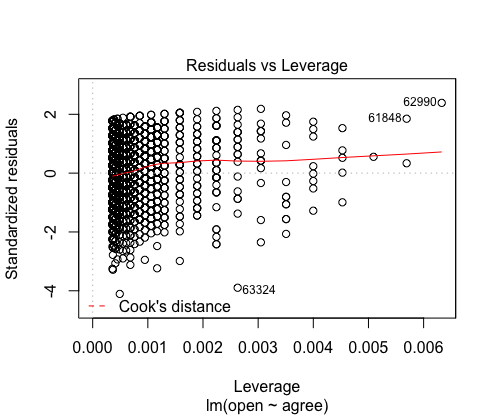 Residuals vs Leverage
Standardized residuals
2
0
-2
-4
62990
61848
63324
Cook's distance
0.000 0.001 0.002 0.003 0.004 0.005 0.006
Leverage
lm(open ~ agree)